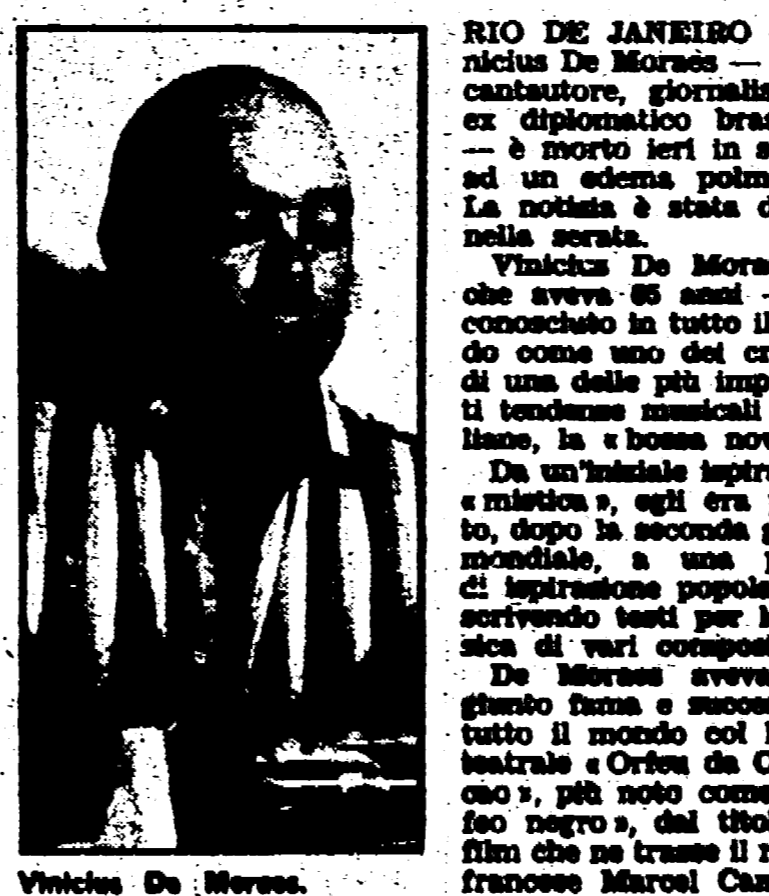 RIO DE JANEIRO
nicius De Moraes —
cantautore, giornalis
ex diplomatico bras
— è morto ieri in s
ad un edema polm
La notizia è stata d
nella serata.
Vinicius De Mora
che aveva 65 anni -
conosciuto in tutto il
do come uno dei cr
di una delle più imp
ti tendenze musicali
liane, la « bossa nov
Da un'iniziale ispira
« mistica », egli era
to, dopo la seconda g
mondiale, a una p
di ispirazione popola
scrivendo testi per l
sica di vari composi
De Moraes aveva
giunto fama e succes
tutto il mondo col l
teatrale « Orfeu da C
cao », più noto come
feo negro », dal titol
film che ne trasse il r
francese Marcel Cam
Vinicius De Moraes.